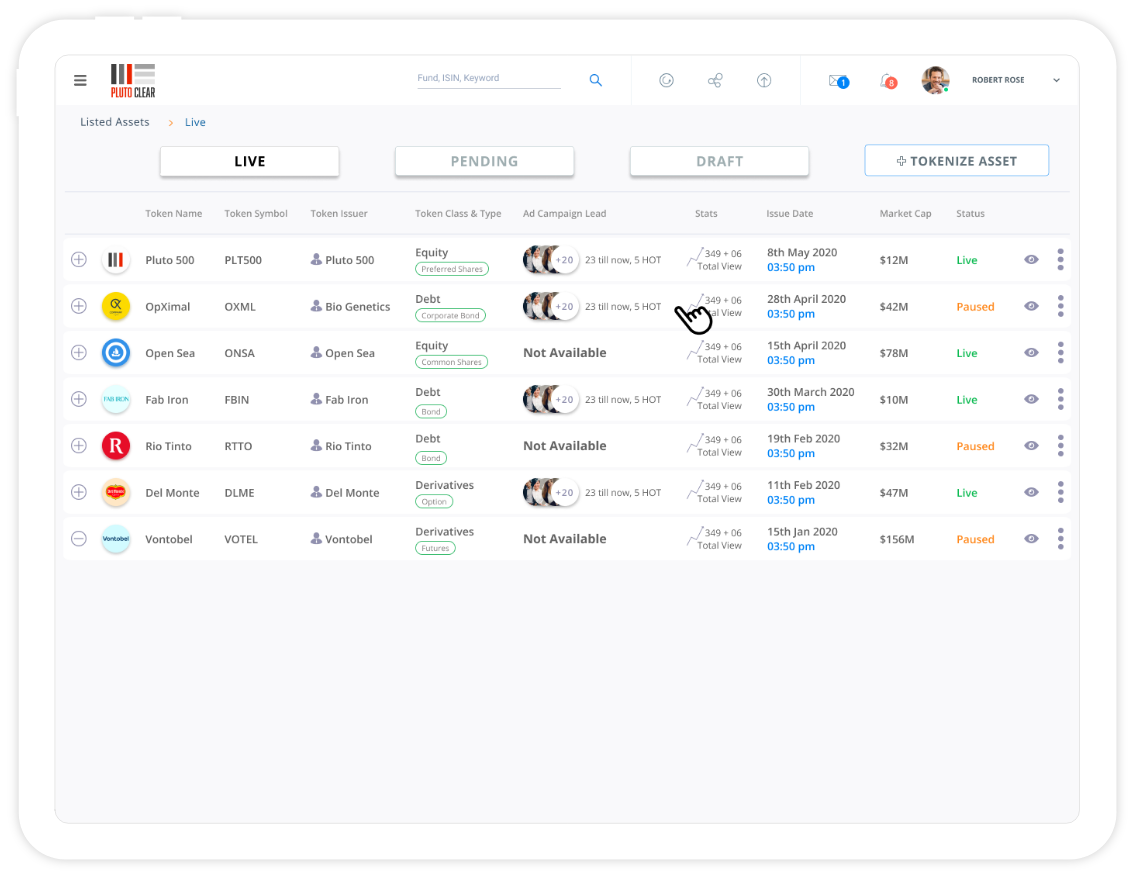 PLUTO CLEAR
Fund, ISIN, Keyword
1
8
ROBERT ROSE
Listed Assets > Live
LIVE
PENDING
DRAFT
TOKENIZE ASSET
Token Name Token Symbol Token Issuer Token Class & Type Ad Campaign Lead Stats Issue Date Market Cap Status
Pluto 500 PLT500 Pluto 500 Equity +20 23 till now, 5 HOT 349 + 06 8th May 2020 $12M Live
Preferred Shares Total View 03:50 pm
OpXimal OXML Bio Genetics Debt +20 23 till now, 5 HOT 349 + 06 28th April 2020 $42M Paused
Corporate Bond tal View 03:50 pm
Open Sea ONSA Open Sea Equity Not Available 349 + 06 15th April 2020 $78M Live
Common Shares Total View 03:50 pm
FAB IRON Fab Iron FBIN Fab Iron Debt +20 23 till now, 5 HOT 349 + 06 30th March 2020 $10M Live
Bond Total View 03:50 pm
R Rio Tinto RTTO Rio Tinto Debt Not Available 349 + 06 19th Feb 2020 $32M Paused
Bond Total View 03:50 pm
Del Monte Del Monte DLME Del Monte Derivatives +20 23 till now, 5 HOT 349 + 06 11th Feb 2020 $47M Live
Option Total View 03:50 pm
Vontobel Vontobel VOTEL Vontobel Derivatives Not Available 349 + 06 15th Jan 2020 $156M Paused
Futures Total View 03:50 pm